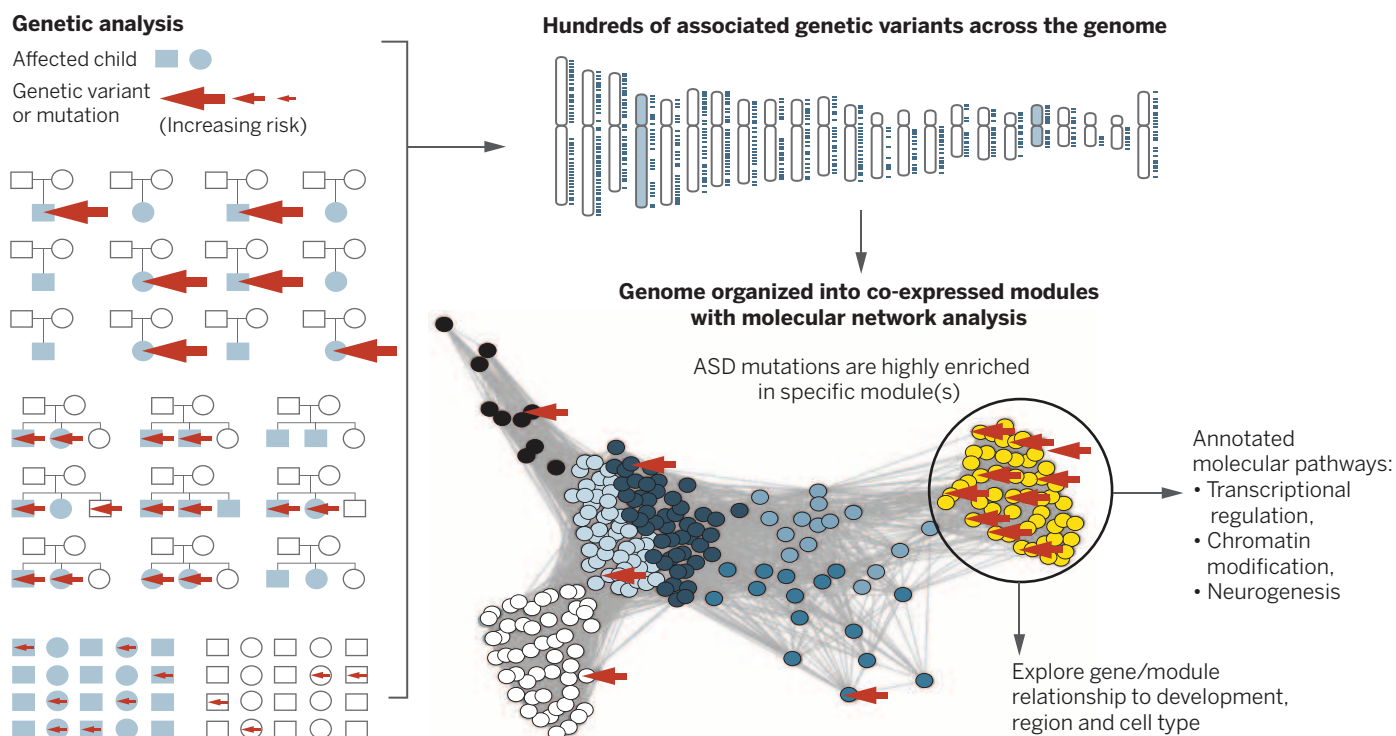 Genetic analysis
Affected child
Genetic variant
or mutation
(Increasing risk)
Hundreds of associated genetic variants across the genome
Genome organized into co-expressed modules
with molecular network analysis
ASD mutations are highly enriched
in specific module(s)
Annotated
molecular pathways:
• Transcriptional
regulation,
• Chromatin
modification,
• Neurogenesis
Explore gene/module
relationship to development,
region and cell type